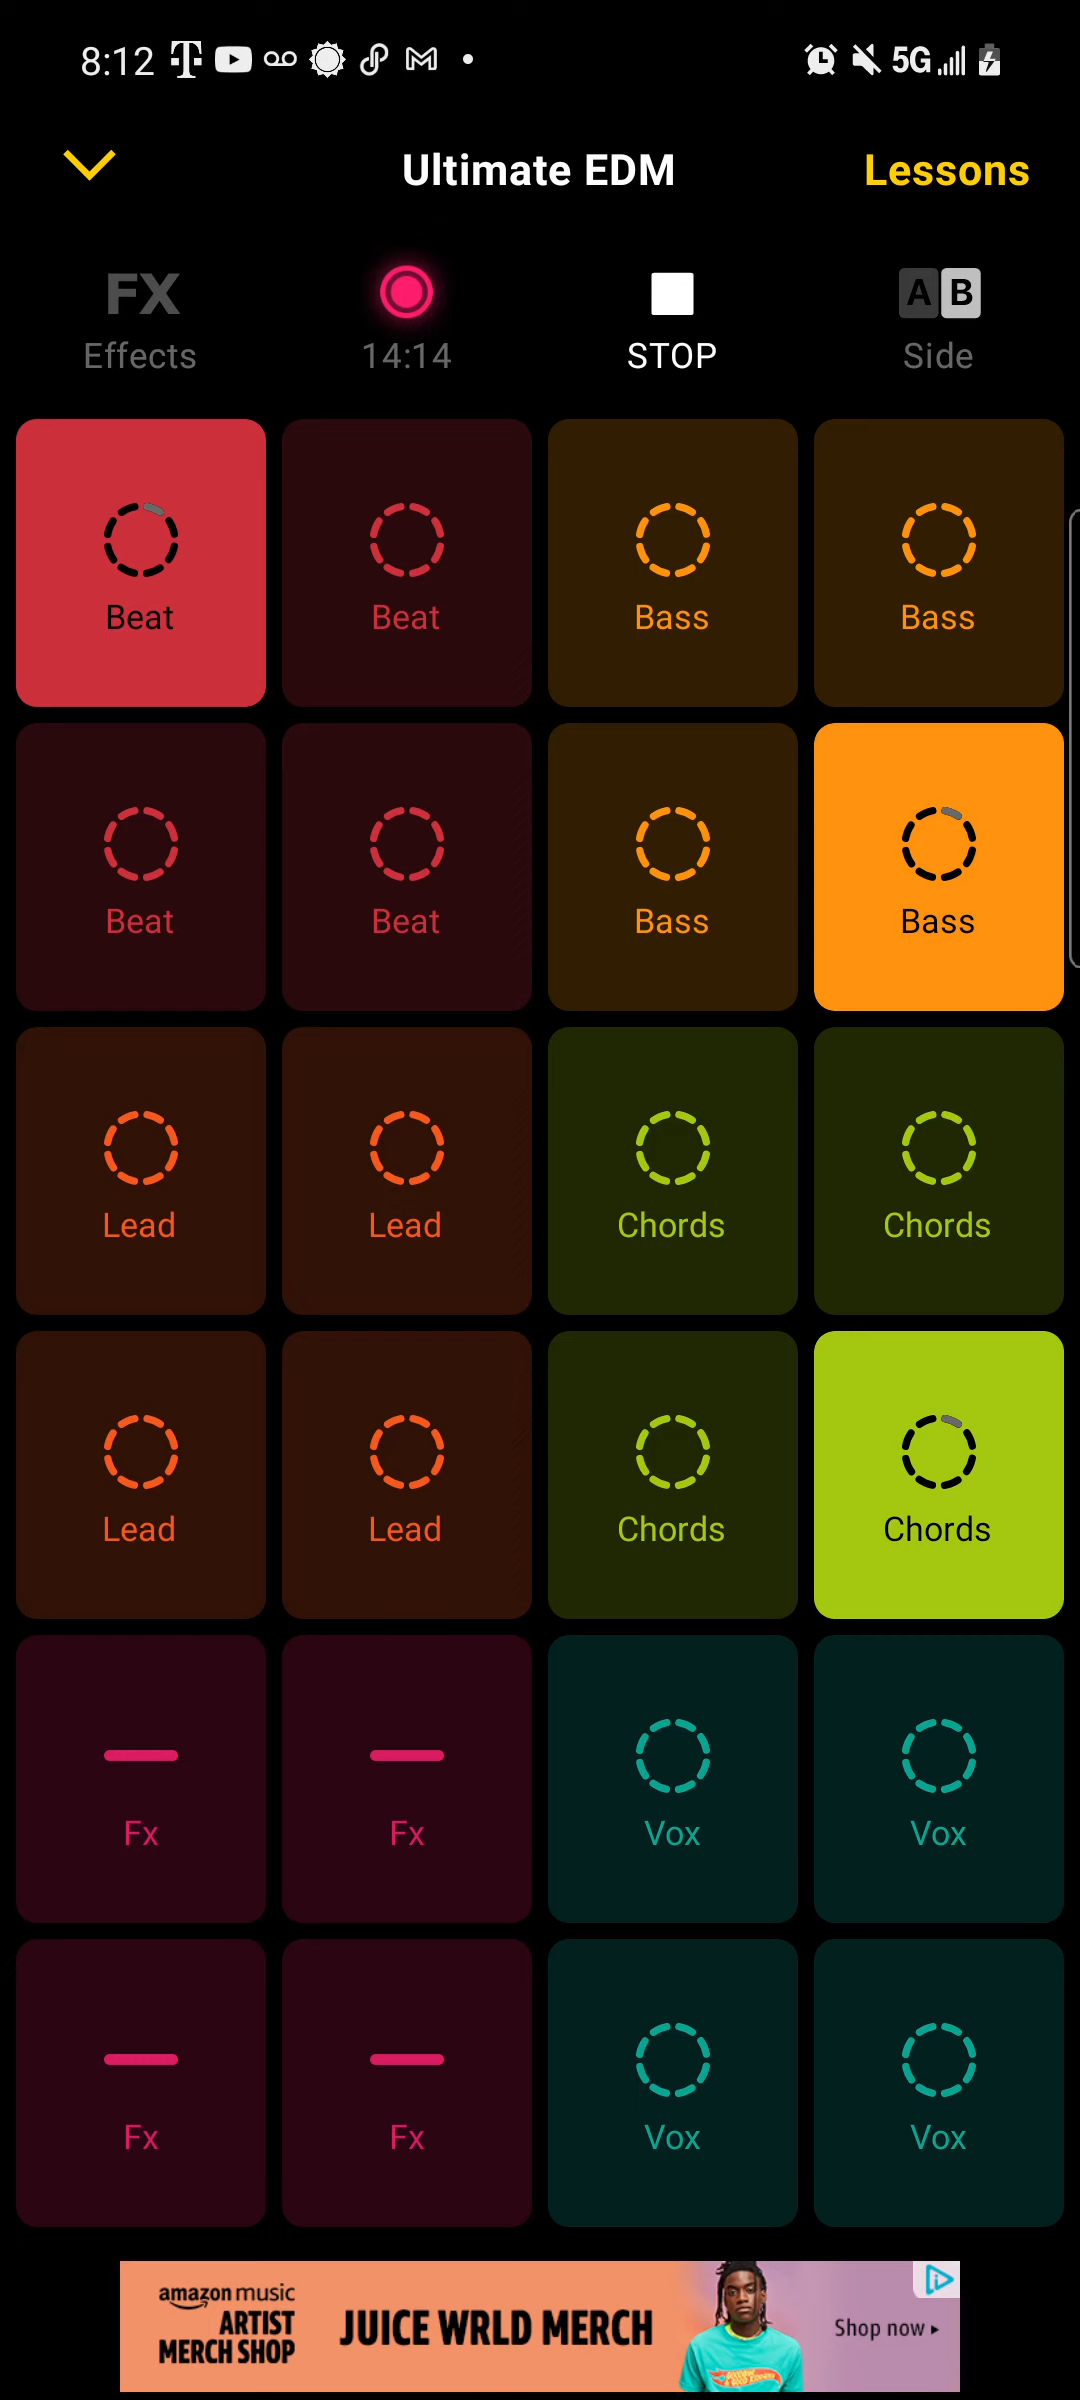 8:12
5G
Ultimate EDM
Lessons
FX
A B
Effects
14:14
STOP
Side
Beat
Beat
Bass
Bass
Beat
Beat
Bass
Bass
Lead
Lead
Chords
Chords
Lead
Lead
Chords
Chords
Fx
Fx
Vox
Vox
Fx
Fx
Vox
Vox
amazon music
ARTIST
MERCH SHOP
JUICE WRLD MERCH
Shop now